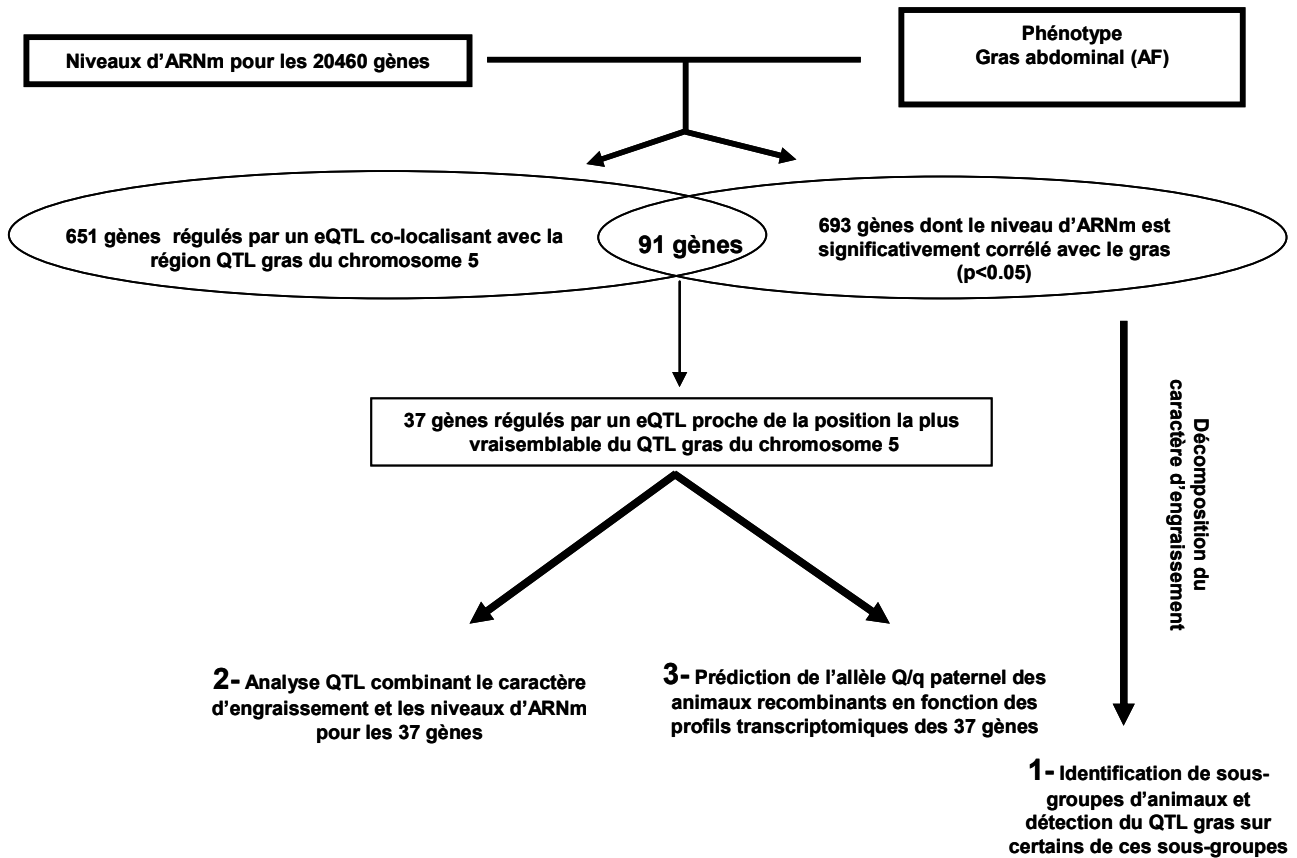 Niveaux d'ARNm pour les 20460 gènes
Phénotype
Gras abdominal (AF)
651 gènes régulés par un eQTL co-localisant avec la
région QTL gras du chromosome 5
91 gènes
693 gènes dont le niveau d'ARNm est
significativement corrélé avec le gras
(p<0.05)
37 gènes régulés par un eQTL proche de la position la plus
vraisemblable du QTL gras du chromosome 5
Décomposition du
caractère d'engraissement
2- Analyse QTL combinant le caractère
d'engraissement et les niveaux d'ARNm
pour les 37 gènes
3- Prédiction de l'allèle Q/q paternel des
animaux recombinants en fonction des
profils transcriptomiques des 37 gènes
1- Identification de sous-
groupes d'animaux et
détection du QTL gras sur
certains de ces sous-groupes